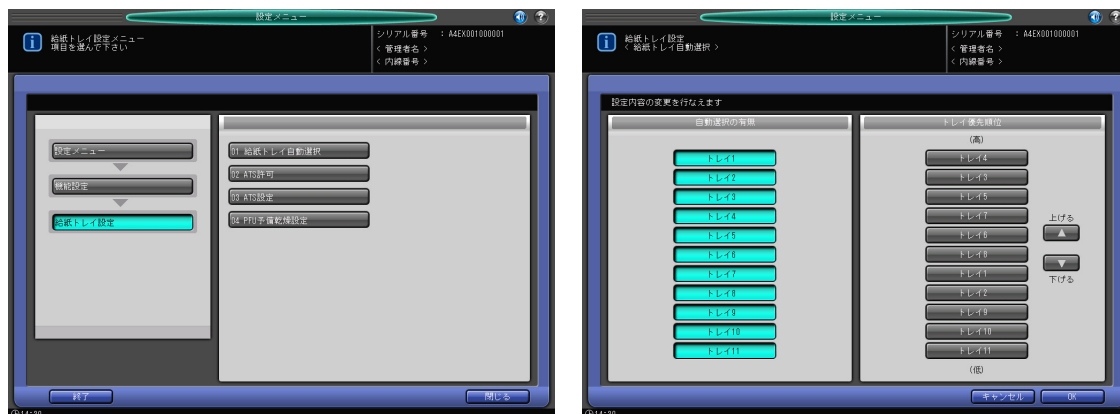 設定メニュー
給紙トレイ設定メニュー
項目を選んで下さい
シリアル番号 : A4EX001000001
< 管理者名 >
< 内線番号 >
設定メニュー
機能設定
給紙トレイ設定
01 給紙トレイ自動選択
02 ATS許可
03 ATS設定
04 PFU予備乾燥設定
終了
閉じる
14:30
設定メニュー
給紙トレイ設定
< 給紙トレイ自動選択 >
シリアル番号 : A4EX001000001
< 管理者名 >
< 内線番号 >
設定内容の変更を行なえます
自動選択の有無
トレイ1
トレイ2
トレイ3
トレイ4
トレイ5
トレイ6
トレイ7
トレイ8
トレイ9
トレイ10
トレイ11
トレイ優先順位
(高)
トレイ4
トレイ3
トレイ5
トレイ7
トレイ6
トレイ8
トレイ1
トレイ2
トレイ9
トレイ10
トレイ11
(低)
上げる
下げる
キャンセル
OK